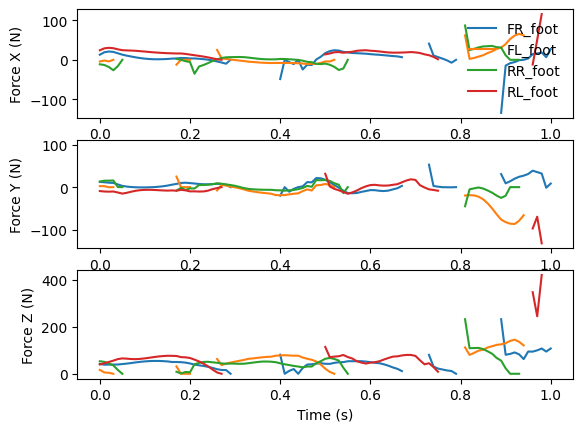 Force X (N)
100
0
−100
FR_foot
FL_foot
RR_foot
RL_foot
0.0 0.2 0.4 0.6 0.8 1.0
Force Y (N)
100
0
−100
0.0 0.2 0.4 0.6 0.8 1.0
Force Z (N)
400
200
0
0.0 0.2 0.4 0.6 0.8 1.0
Time (s)